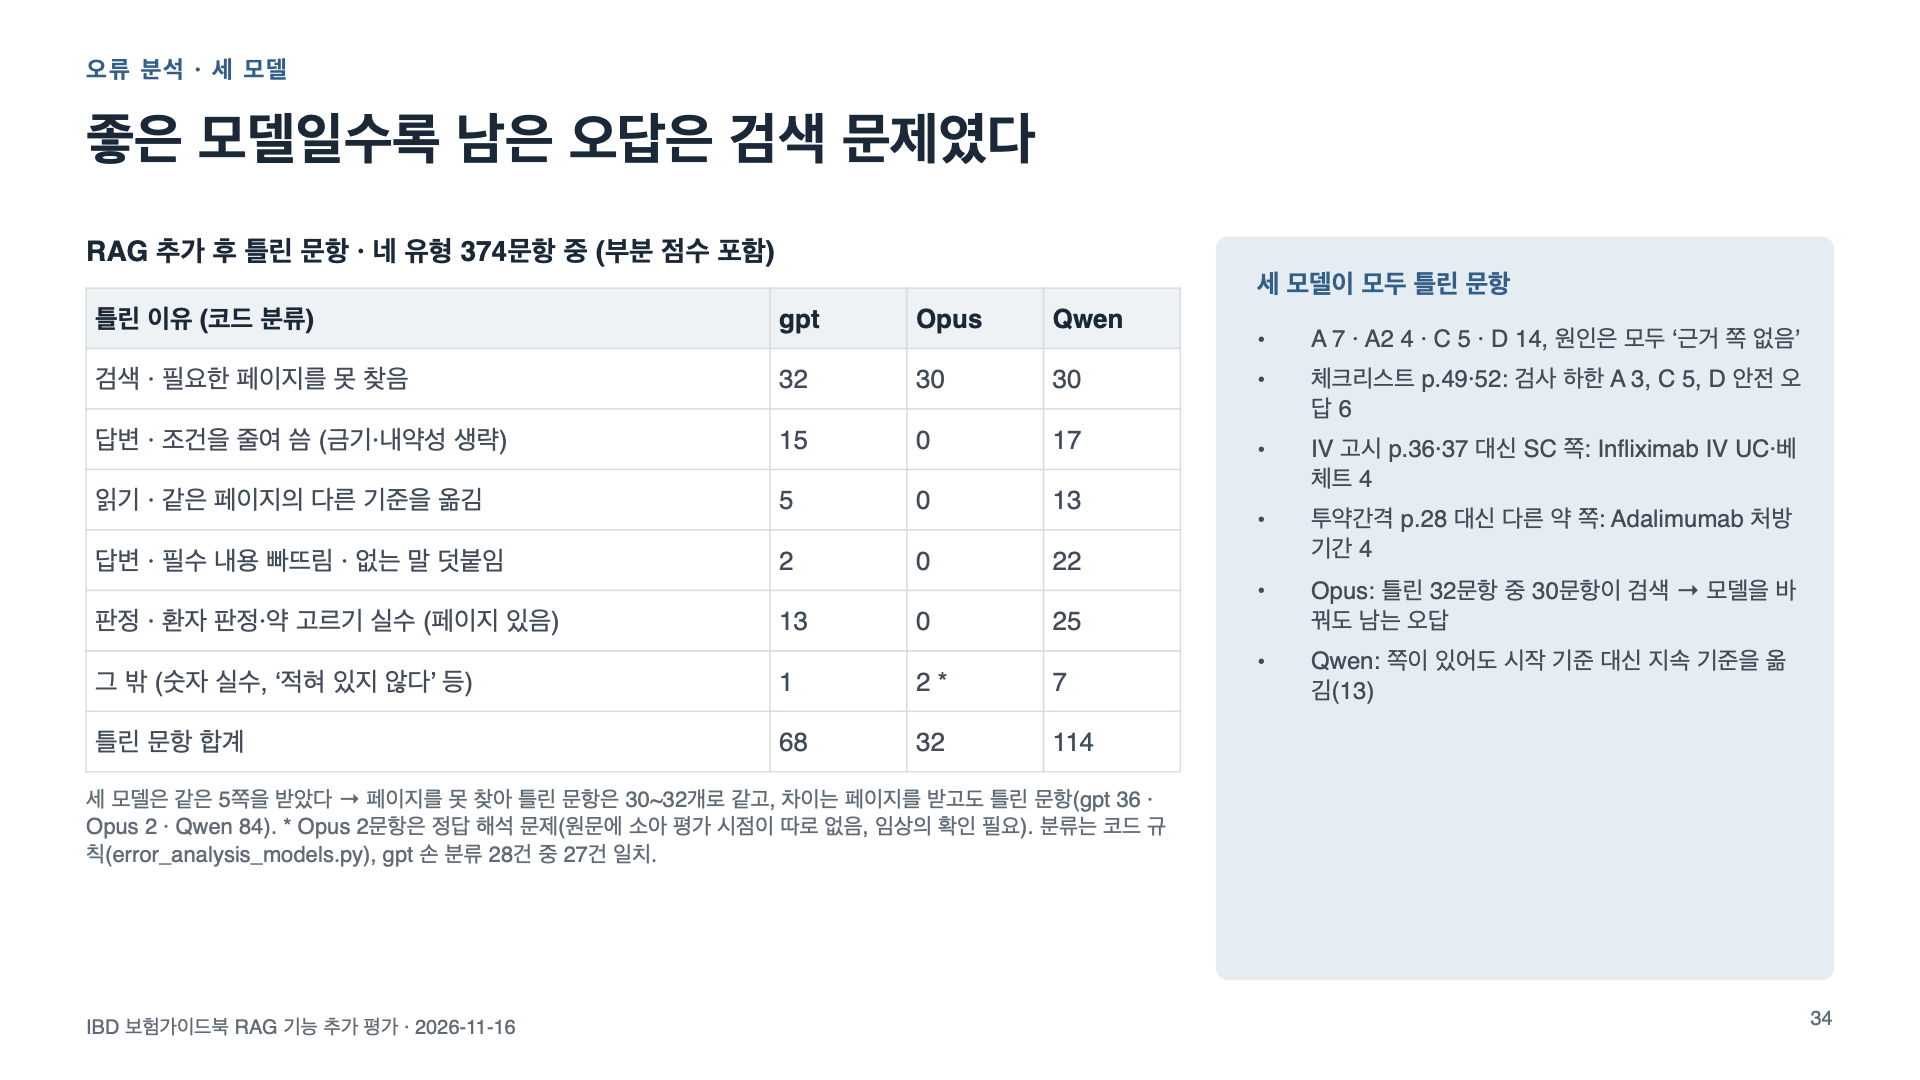 오류 분석 · 세 모델
좋은 모델일수록 남은 오답은 검색 문제였다
RAG 추가 후 틀린 문항 · 네 유형 374문항 중 (부분 점수 포함)
틀린 이유 (코드 분류) gpt Opus Qwen
검색 · 필요한 페이지를 못 찾음 32 30 30
답변 · 조건을 줄여 씀 (금기·내약성 생략) 15 0 17
읽기 · 같은 페이지의 다른 기준을 옮김 5 0 13
답변 · 필수 내용 빠뜨림 · 없는 말 덧붙임 2 0 22
판정 · 환자 판정·약 고르기 실수 (페이지 있음) 13 0 25
그 밖 (숫자 실수, ‘적혀 있지 않다’ 등) 1 2 * 7
틀린 문항 합계 68 32 114
세 모델은 같은 5쪽을 받았다 → 페이지를 못 찾아 틀린 문항은 30~32개로 같고, 차이는 페이지를 받고도 틀린 문항(gpt 36 ·
Opus 2 · Qwen 84). * Opus 2문항은 정답 해석 문제(원문에 소아 평가 시점이 따로 없음, 임상의 확인 필요). 분류는 코드 규
칙(error_analysis_models.py), gpt 손 분류 28건 중 27건 일치.
세 모델이 모두 틀린 문항
• A 7 · A2 4 · C 5 · D 14, 원인은 모두 ‘근거 쪽 없음’
• 체크리스트 p.49·52: 검사 하한 A 3, C 5, D 안전 오
답 6
• IV 고시 p.36·37 대신 SC 쪽: Infliximab IV UC·베
체트 4
• 투약간격 p.28 대신 다른 약 쪽: Adalimumab 처방
기간 4
• Opus: 틀린 32문항 중 30문항이 검색 → 모델을 바
꿔도 남는 오답
• Qwen: 쪽이 있어도 시작 기준 대신 지속 기준을 옮
김(13)
IBD 보험가이드북 RAG 기능 추가 평가 · 2026-11-16
34